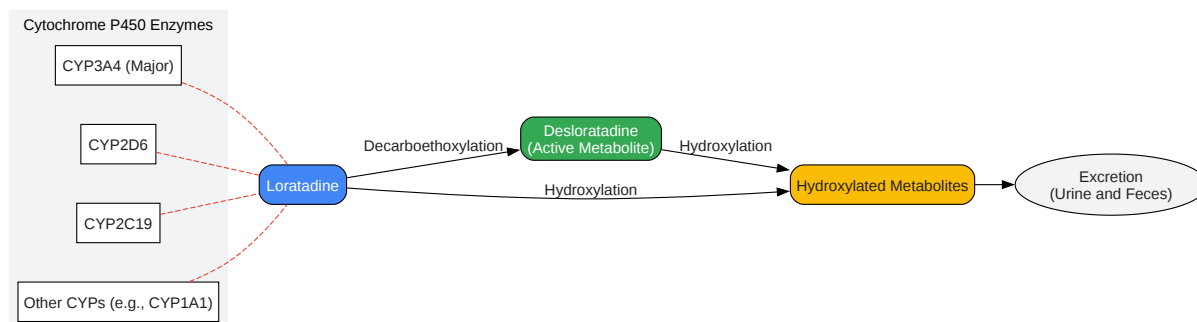 Cytochrome P450 Enzymes
CYP3A4 (Major)
CYP2D6
CYP2C19
Other CYPs (e.g., CYP1A1)
Loratadine
Decarboethoxylation
Desloratadine
(Active Metabolite)
Hydroxylation
Hydroxylation
Hydroxylated Metabolites
Excretion
(Urine and Feces)